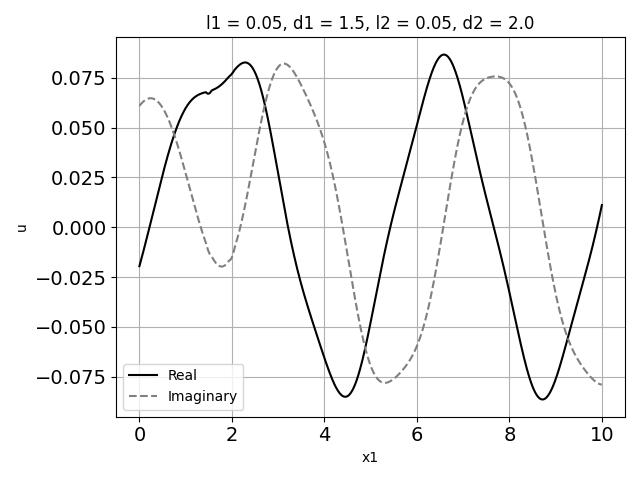 l1 = 0.05, d1 = 1.5, l2 = 0.05, d2 = 2.0
0.075
0.050
0.025
0.000
−0.025
−0.050
−0.075
u
Real
Imaginary
0 2 4 6 8 10
x1